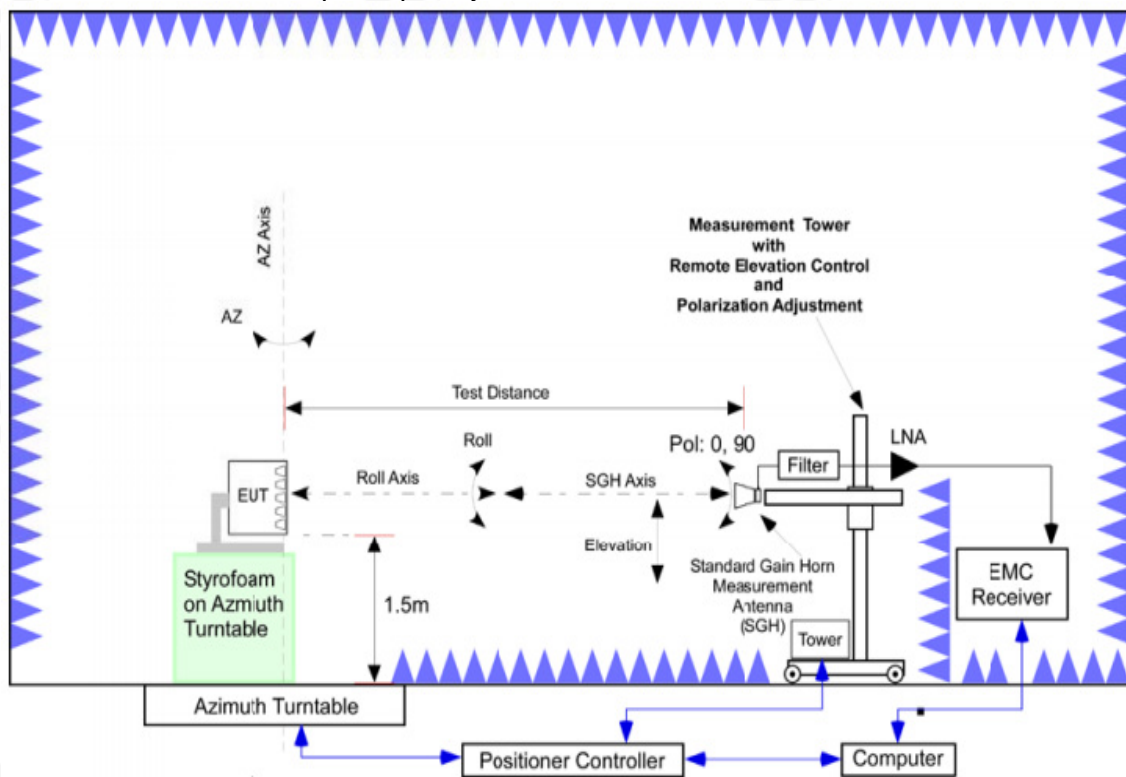 AZ Axis
Measurement Tower
with
Remote Elevation Control
and
Polarization Adjustment
AZ
Test Distance
Roll
Pol: 0, 90
LNA
Filter
EUT
Roll Axis
SGH Axis
Elevation
Standard Gain Horn
Measurement
Antenna
(SGH)
EMC
Receiver
Styrofoam
on Azmiuth
Turntable
1.5m
Tower
Azimuth Turntable
Positioner Controller
Computer